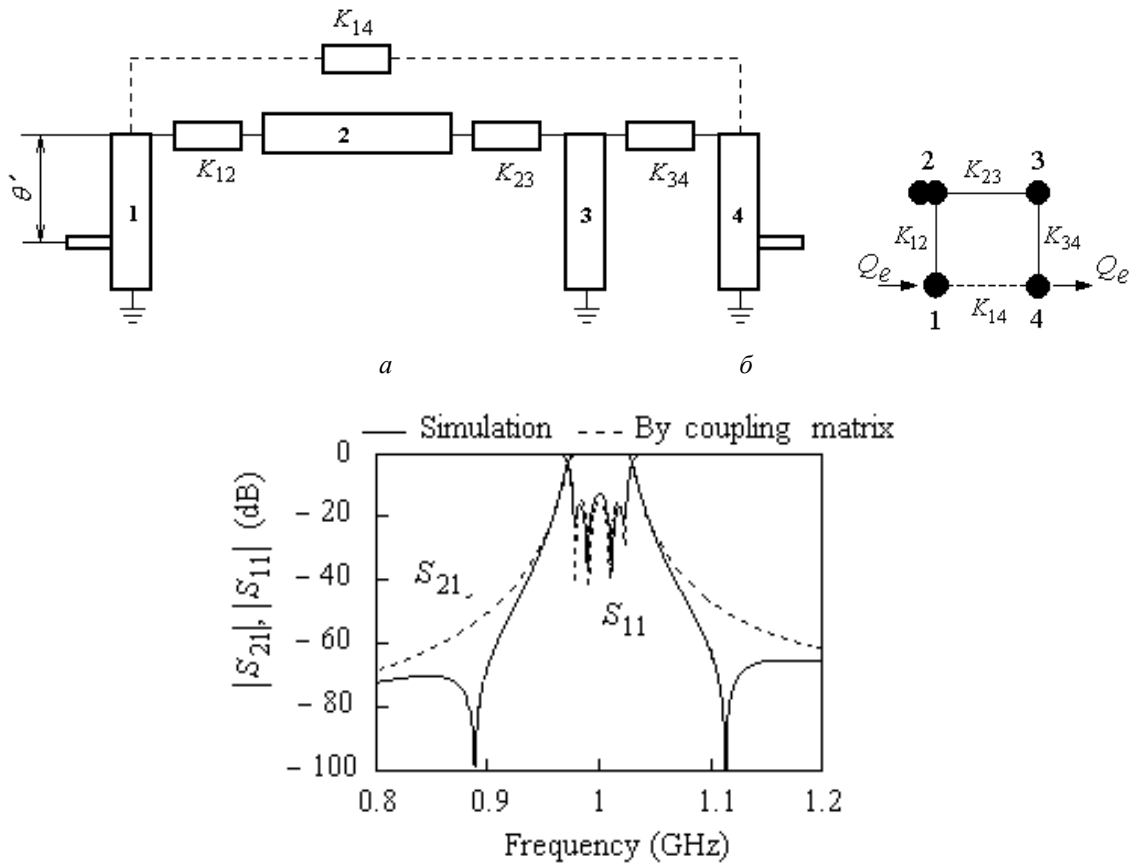 K14
θ´
1
K12
2
K23
3
K34
4
а
2 3
K23
K12
K34
Qe
Qe
K14
1 4
б
Simulation By coupling matrix
|S21|, |S11| (dB)
0
– 20
– 40
– 60
– 80
– 100
S21
S11
0.8 0.9 1 1.1 1.2
Frequency (GHz)